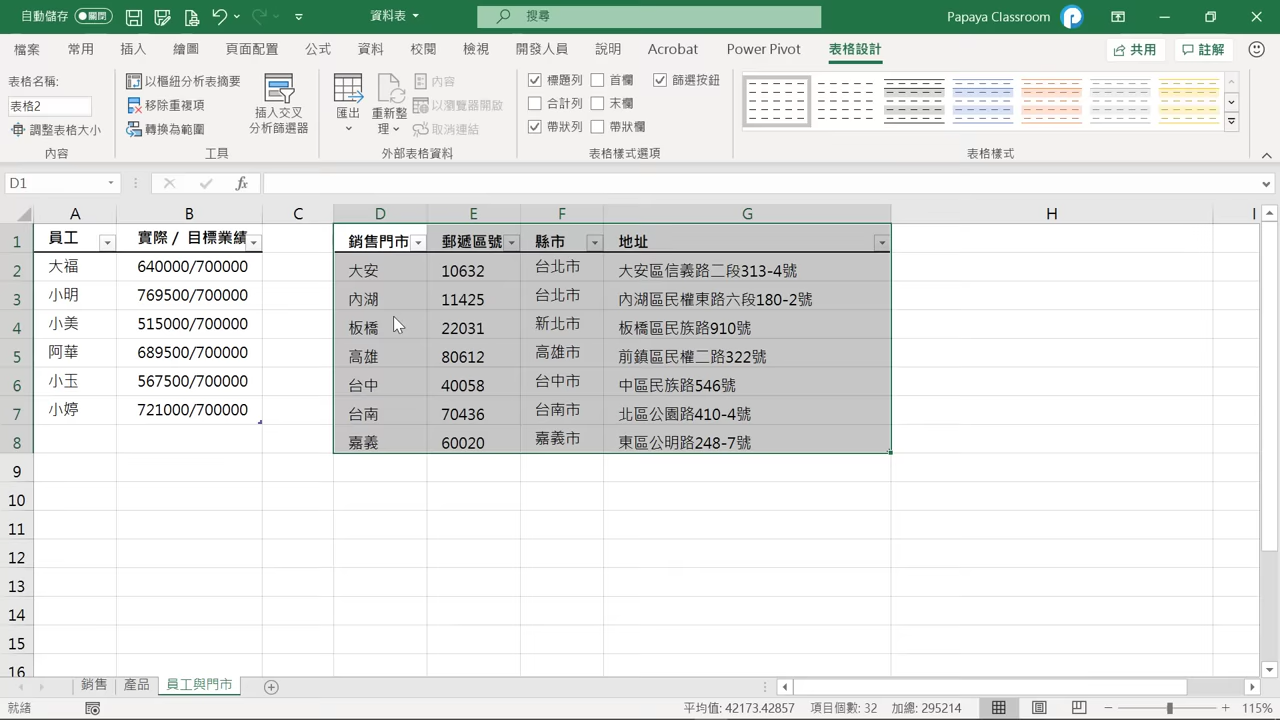 自動儲存 關閉 資料表 搜尋 Papaya Classroom
檔案 常用 插入 繪圖 頁面配置 公式 資料 校閱 檢視 開發人員 說明 Acrobat Power Pivot 表格設計 共用 註解
表格名稱:
表格2
調整表格大小
內容
以樞紐分析表摘要
移除重複項
轉換為範圍
插入交叉
分析篩選器
工具
匯出
重新整
理
內容
以瀏覽器開啟
取消連結
外部表格資料
標題列 首欄 篩選按鈕
合計列 末欄
帶狀列 帶狀欄
表格樣式選項
表格樣式
D1 fx
A B C D E F G H I
1 員工 實際 / 目標業績 銷售門市 郵遞區號 縣市 地址
2 大福 640000/700000 大安 10632 台北市 大安區信義路二段313-4號
3 小明 769500/700000 內湖 11425 台北市 內湖區民權東路六段180-2號
4 小美 515000/700000 板橋 22031 新北市 板橋區民族路910號
5 阿華 689500/700000 高雄 80612 高雄市 前鎮區民權二路322號
6 小玉 567500/700000 台中 40058 台中市 中區民族路546號
7 小婷 721000/700000 台南 70436 台南市 北區公園路410-4號
8 嘉義 60020 嘉義市 東區公明路248-7號
9
10
11
12
13
14
15
16
銷售 產品 員工與門市
就緒 平均值: 42173.42857 項目個數: 32 加總: 295214 115%